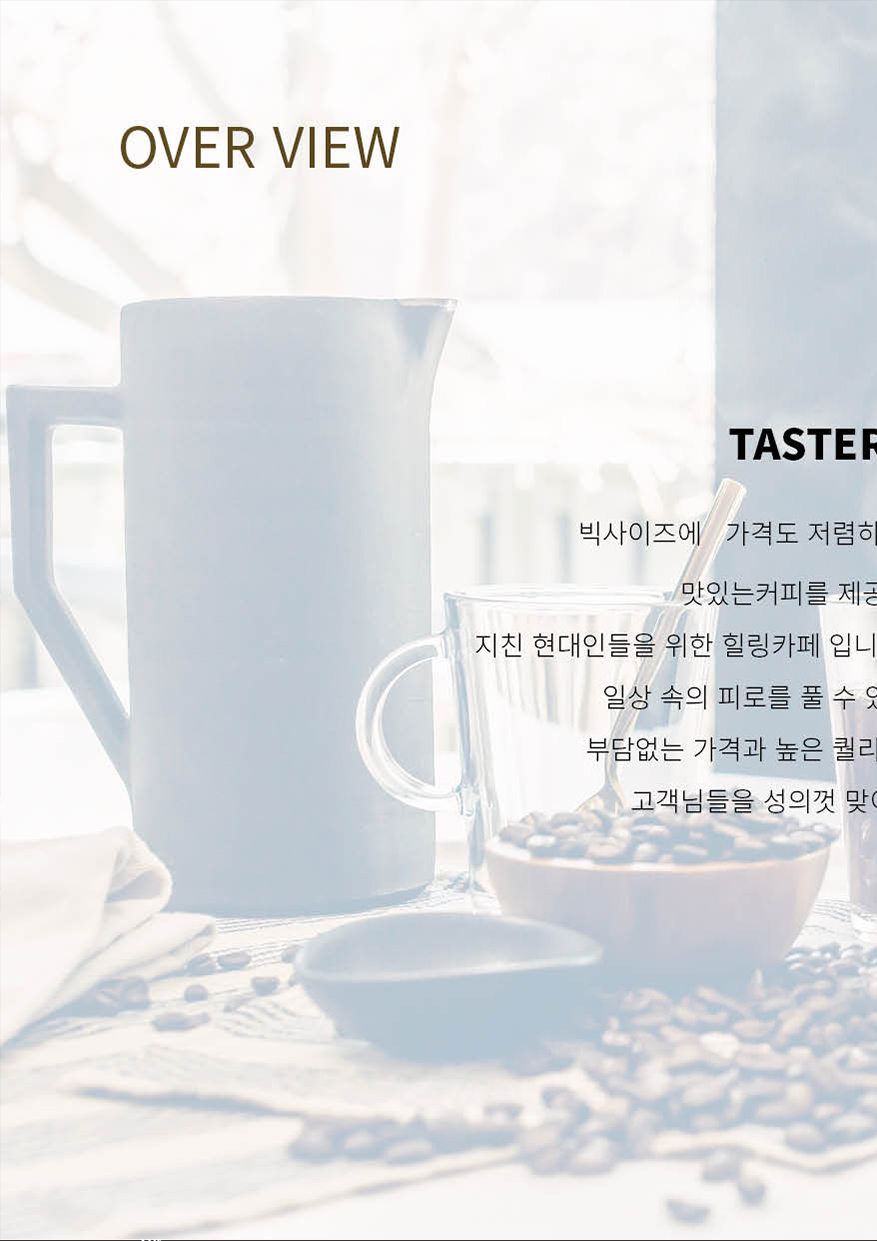 OVER VIEW
TASTER
빅사이즈에 가격도 저렴하
맛있는커피를 제공
지친 현대인들을 위한 힐링카페 입니
일상 속의 피로를 풀 수 있
부담없는 가격과 높은 퀄리
고객님들을 성의껏 맞이